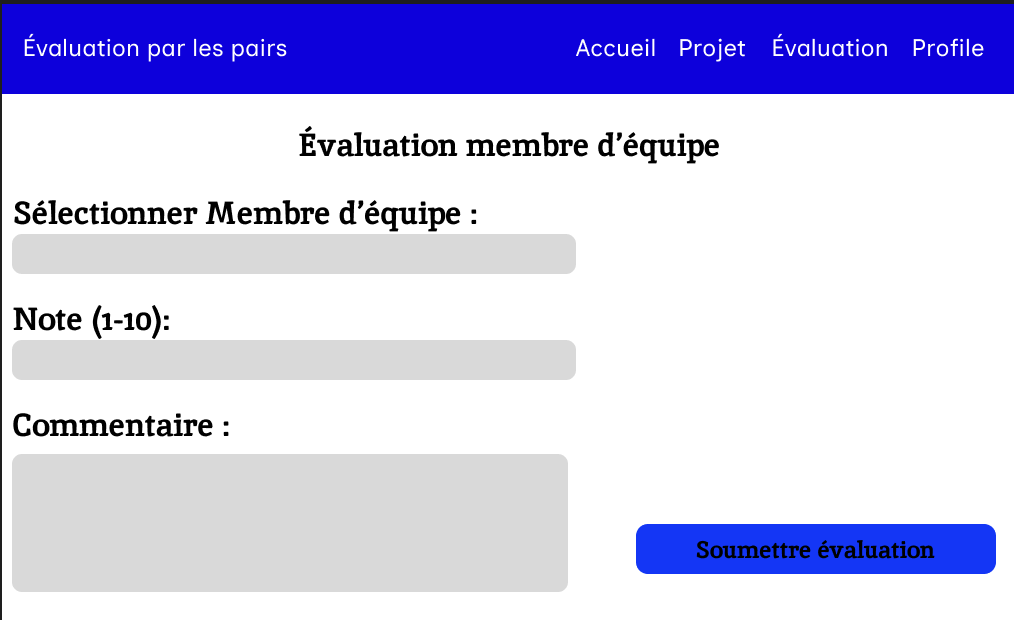 Évaluation par les pairs Accueil Projet Évaluation Profile
Évaluation membre d'équipe
Sélectionner Membre d'équipe :
Note (1-10):
Commentaire :
Soumettre évaluation